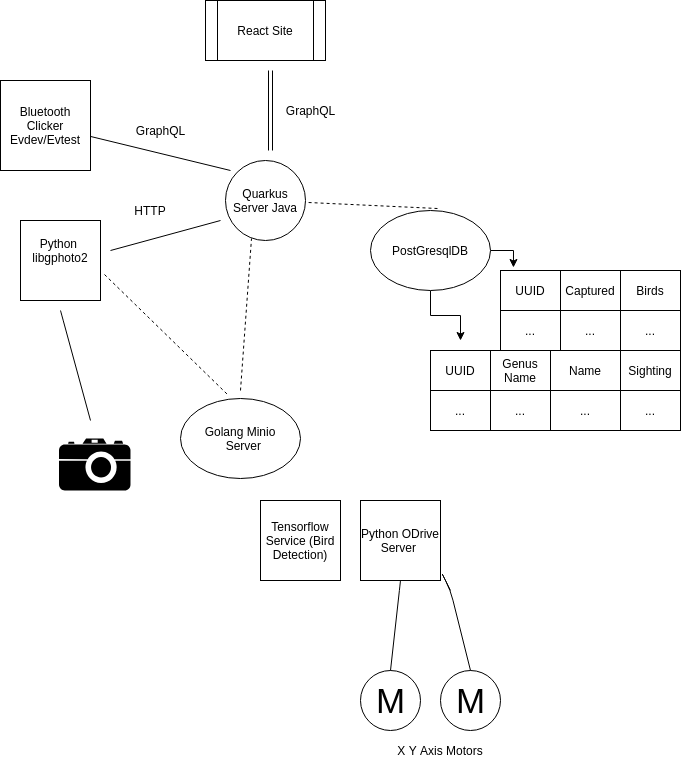 React Site
GraphQL
Bluetooth
Clicker
Evdev/Evtest
GraphQL
Quarkus
Server Java
HTTP
Python
libgphoto2
PostGresqlDB
UUID Captured Birds
... ... ...
UUID Genus Name Name Sighting
... ... ... ...
Golang Minio
Server
Tensorflow
Service (Bird
Detection)
Python ODrive
Server
M M
X Y Axis Motors